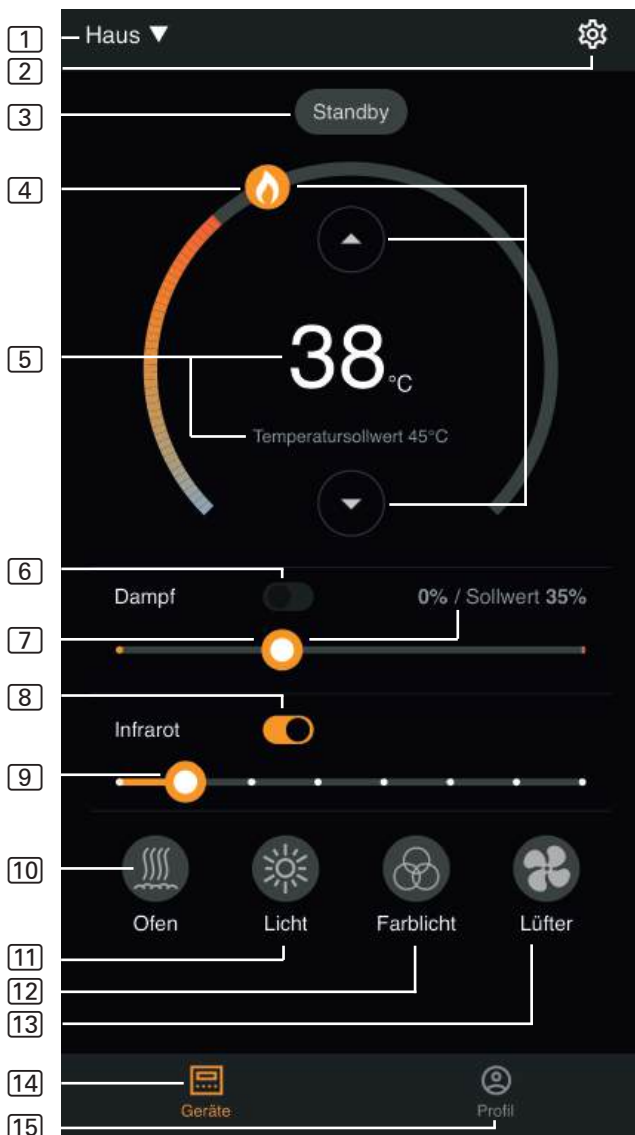 1 Haus ▼
2
3 Standby
4
5 38 °C
Temperatursollwert 45°C
6
Dampf 0% / Sollwert 35%
7
8
Infrarot
9
10
Ofen Licht Farblicht Lüfter
11
12
13
14
Geräte Profil
15